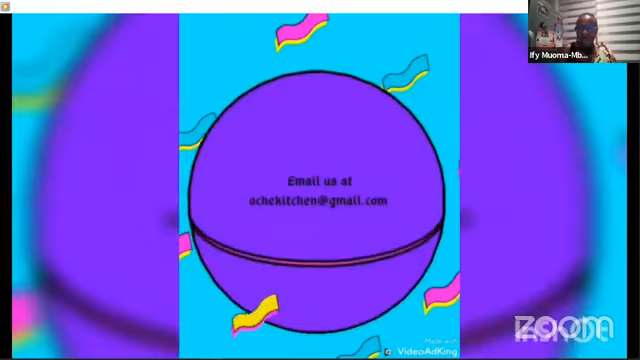 Ify Muoma-Mb...
Email us at
ochekitchen@gmail.com
zoom
Made with
VideoAdKing